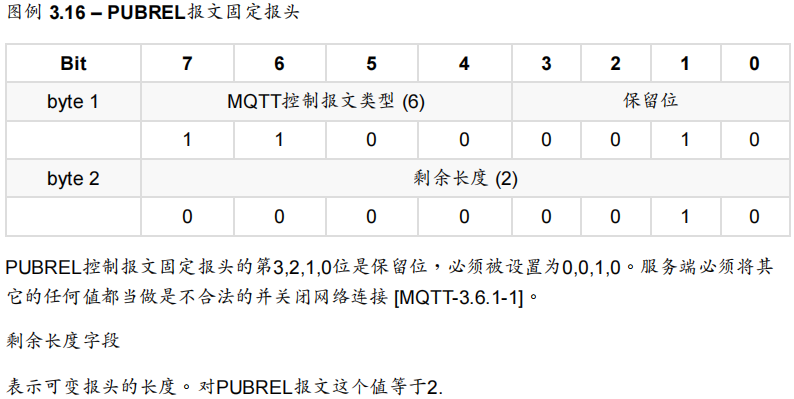 图例 3.16 – PUBREL报文固定报头
Bit 7 6 5 4 3 2 1 0
byte 1 MQTT控制报文类型 (6) 保留位
1 1 0 0 0 0 1 0
byte 2 剩余长度 (2)
0 0 0 0 0 0 1 0
PUBREL控制报文固定报头的第3,2,1,0位是保留位，必须被设置为0,0,1,0。服务端必须将其
它的任何值都当做是不合法的并关闭网络连接 [MQTT-3.6.1-1]。
剩余长度字段
表示可变报头的长度。对PUBREL报文这个值等于2.